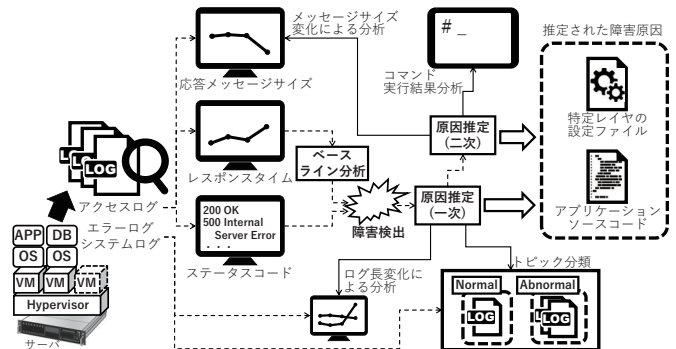 メッセージサイズ
変化による分析
# _
推定された障害原因
応答メッセージサイズ
コマンド
実行結果分析
特定レイヤの
設定ファイル
原因推定
(二次)
ベース
ライン分析
LOG
レスポンスタイム
アクセスログ
200 OK
500 Internal
Server Error
・・・
障害検出
原因推定
(一次)
アプリケーション
ソースコード
ステータスコード
エラーログ
システムログ
APP
DB
OS
OS
VM
VM
VM
Hypervisor
サーバ
ログ長変化に
よる分析
トピック分類
Normal
Abnormal
LOG
LOG